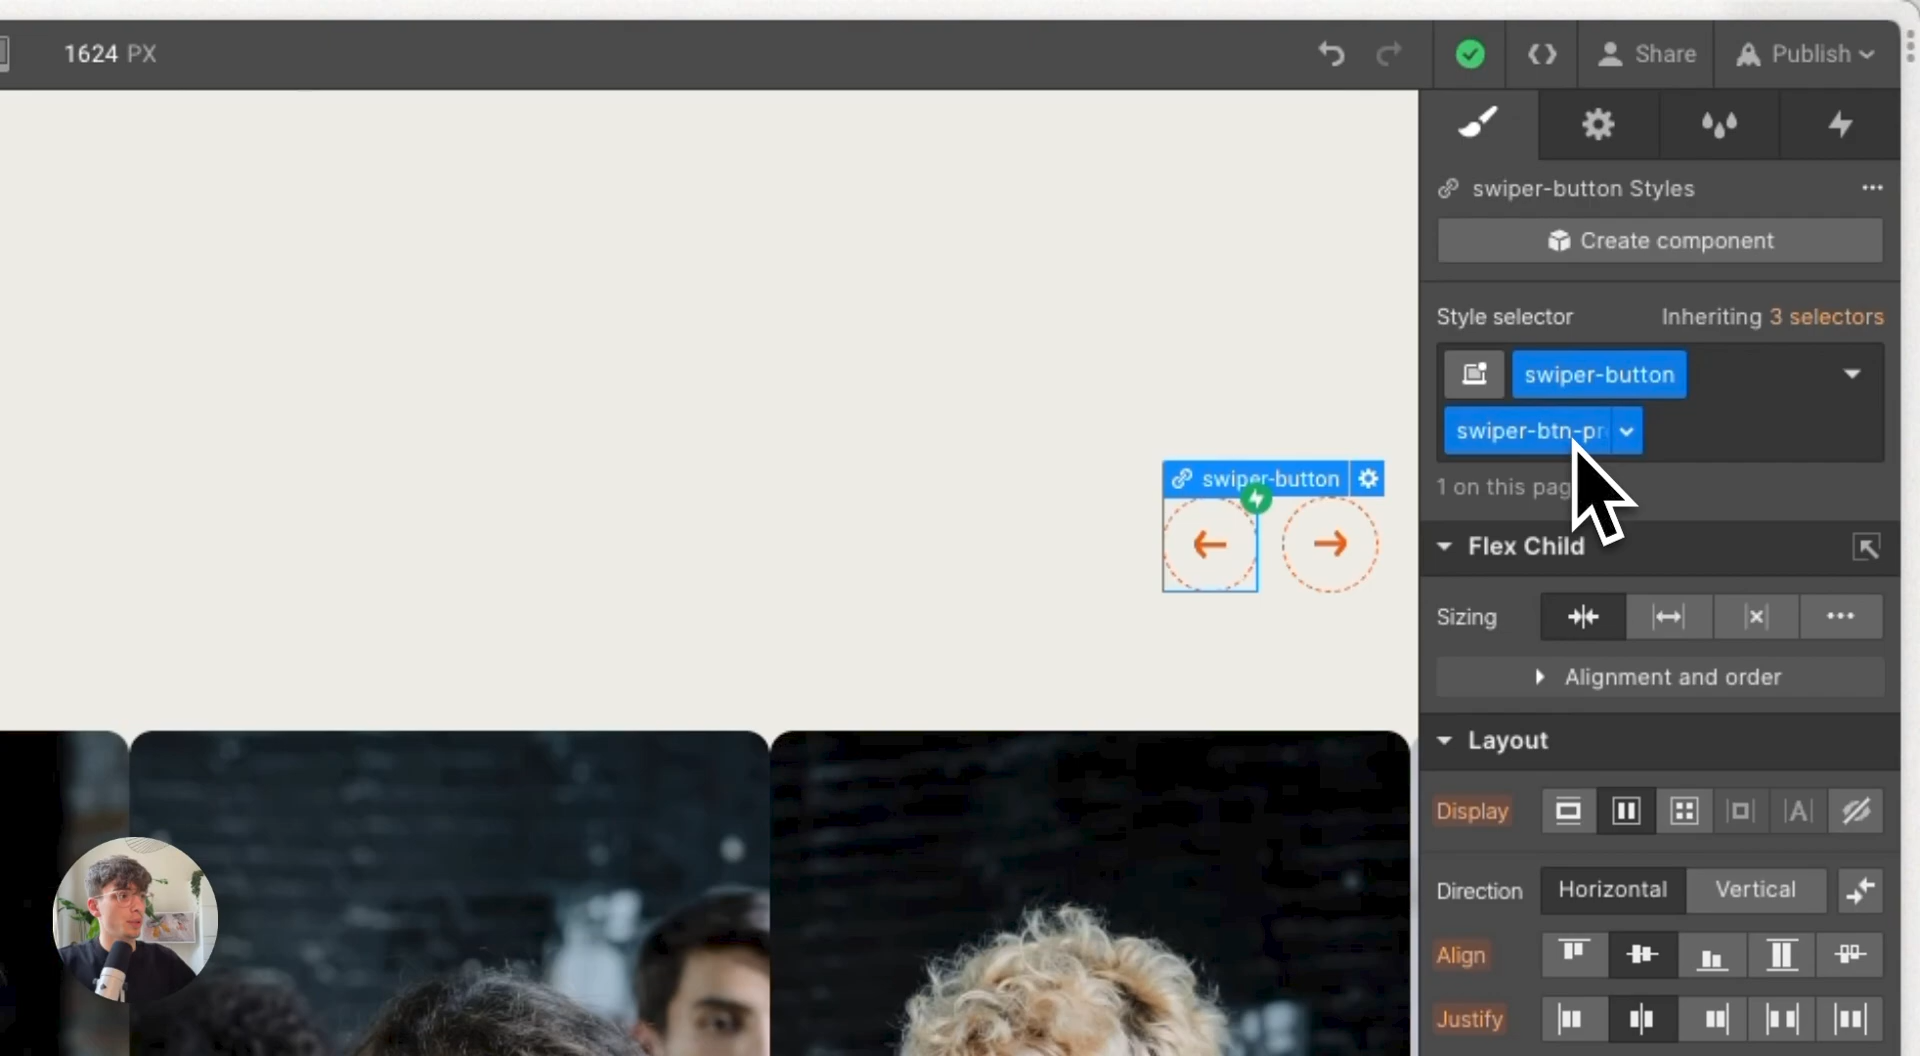 1624 PX
Share
Publish
swiper-button Styles
Create component
Style selector
Inheriting 3 selectors
swiper-button
swiper-btn-pr
1 on this pag
swiper-button
Flex Child
Sizing
Alignment and order
Layout
Display
Direction
Horizontal
Vertical
Align
Justify